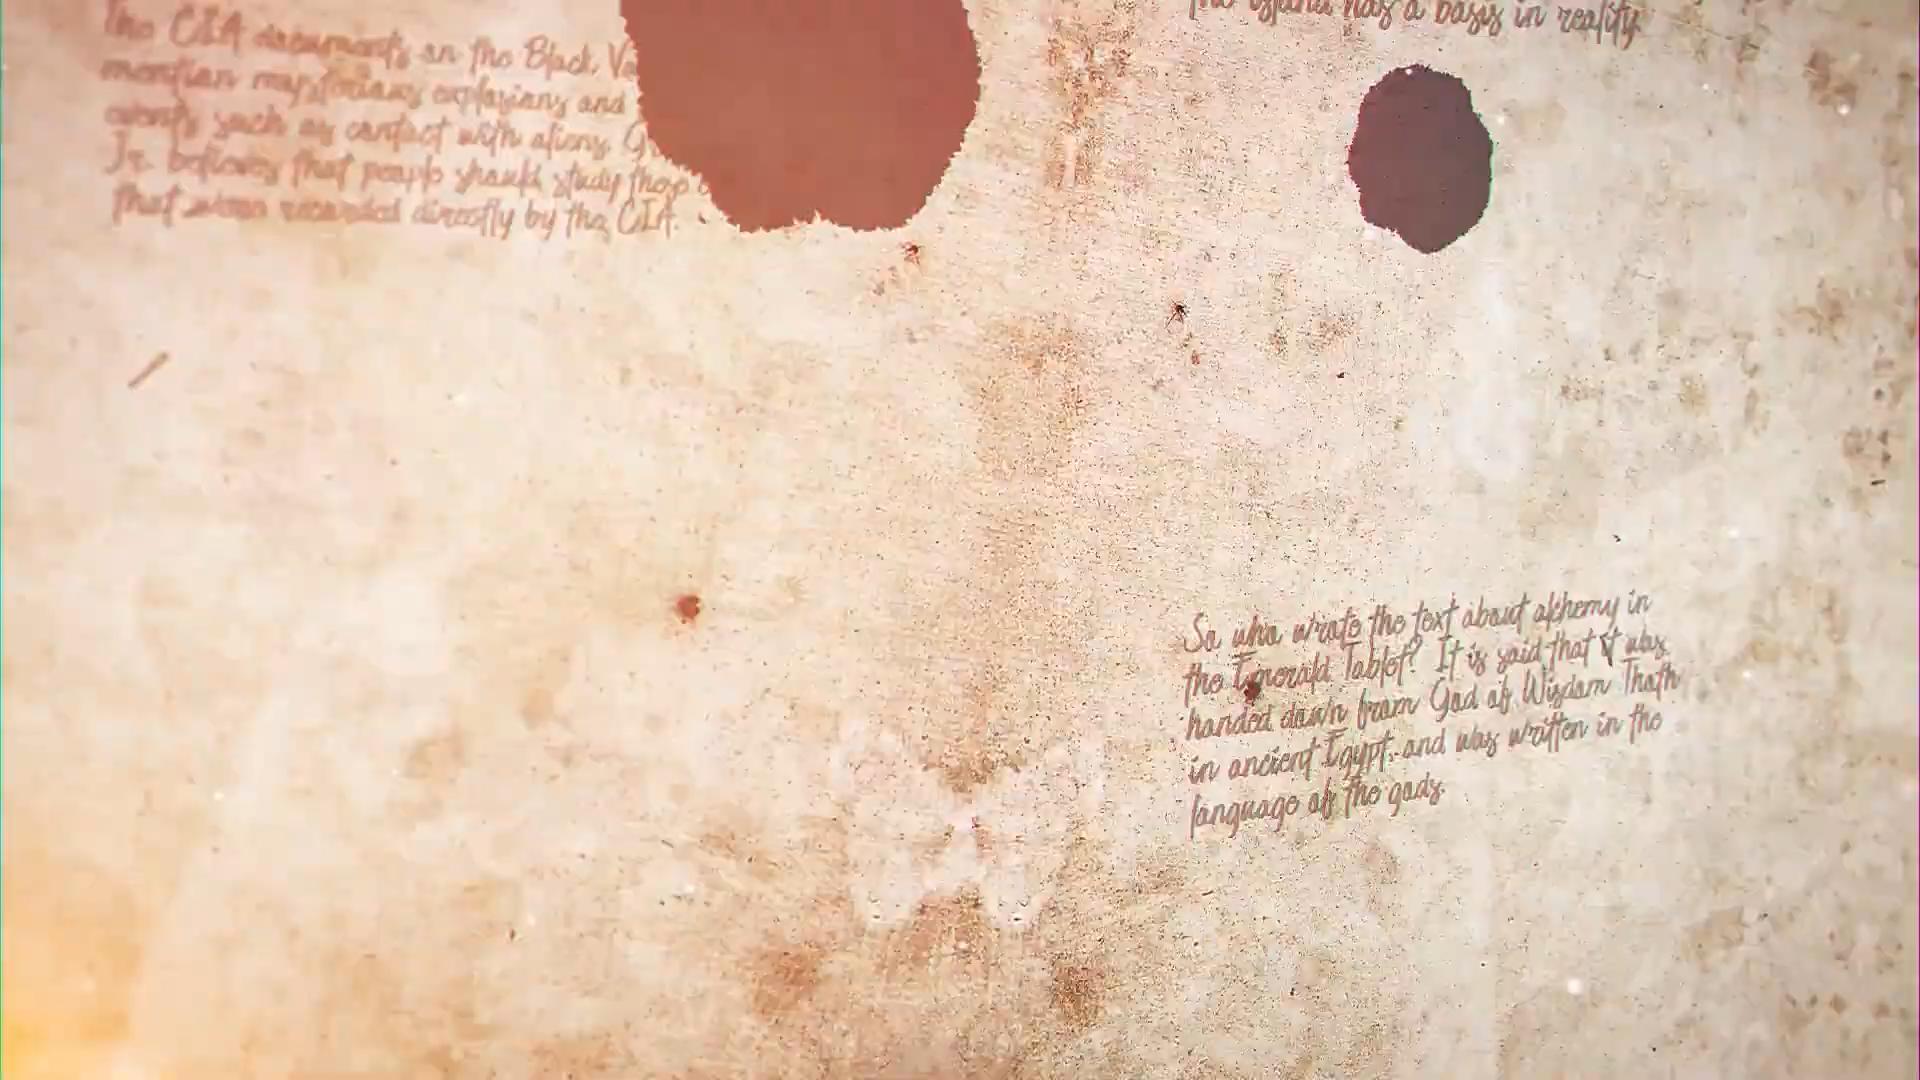 The CIA documents on the Black
mention mysterious explosions and
events such as contact with aliens.
Jr. believes that people should study those
that were recorded directly by the CIA.
The island has a basis in reality.
So who wrote the text about alchemy in
the Emerald Tablet? It is said that it was
handed down from God of Wisdom Thoth
in ancient Egypt, and was written in the
language of the gods.